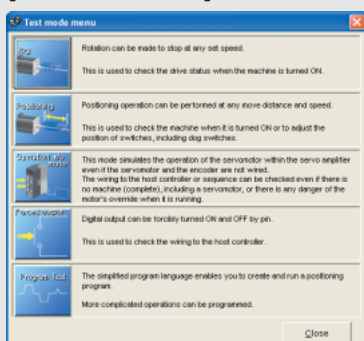 Test mode menu
Jog
Rotation can be made to stop at any set speed.
This is used to check the drive status when the machine is turned ON.
Positioning
Positioning operation can be performed at any move distance and speed.
This is used to check the machine when it is turned ON or to adjust the
position of switches, including dog switches.
Operation w/o
motor
This mode simulates the operation of the servomotor within the servo amplifier
even if the servomotor and the encoder are not wired.
The wiring to the host controller or sequence can be checked even if there is
no machine (complete), including a servomotor, or there is any danger of the
motor's override when it is running.
Forced output
Digital output can be forcibly turned ON and OFF by pin.
This is used to check the wiring to the host controller.
Program Test
The simplified program language enables you to create and run a positioning
program.
More complicated operations can be programmed.
Close